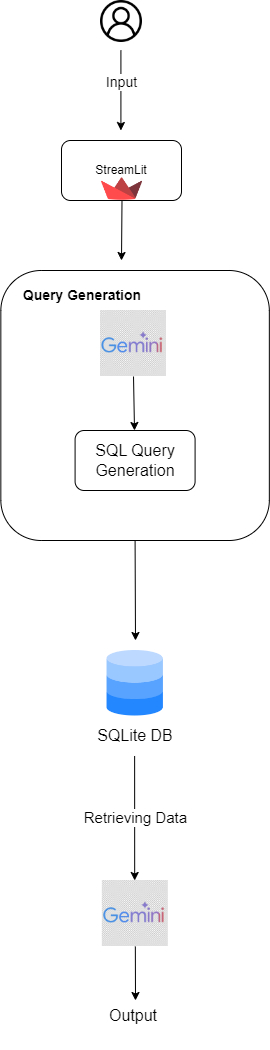 Input
StreamLit
Query Generation
Gemini
SQL Query
Generation
SQLite DB
Retrieving Data
Gemini
Output